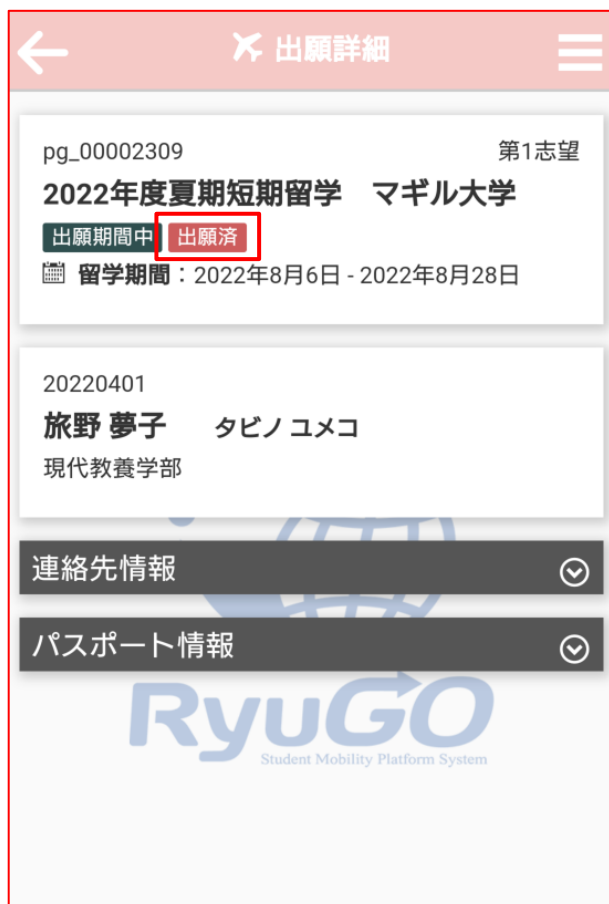 出願詳細
pg_00002309 第1志望
2022年度夏期短期留学 マギル大学
出願期間中 出願済
留学期間：2022年8月6日 - 2022年8月28日
20220401
旅野 夢子 タビノ ユメコ
現代教養学部
連絡先情報
パスポート情報
RyuGO
Student Mobility Platform System